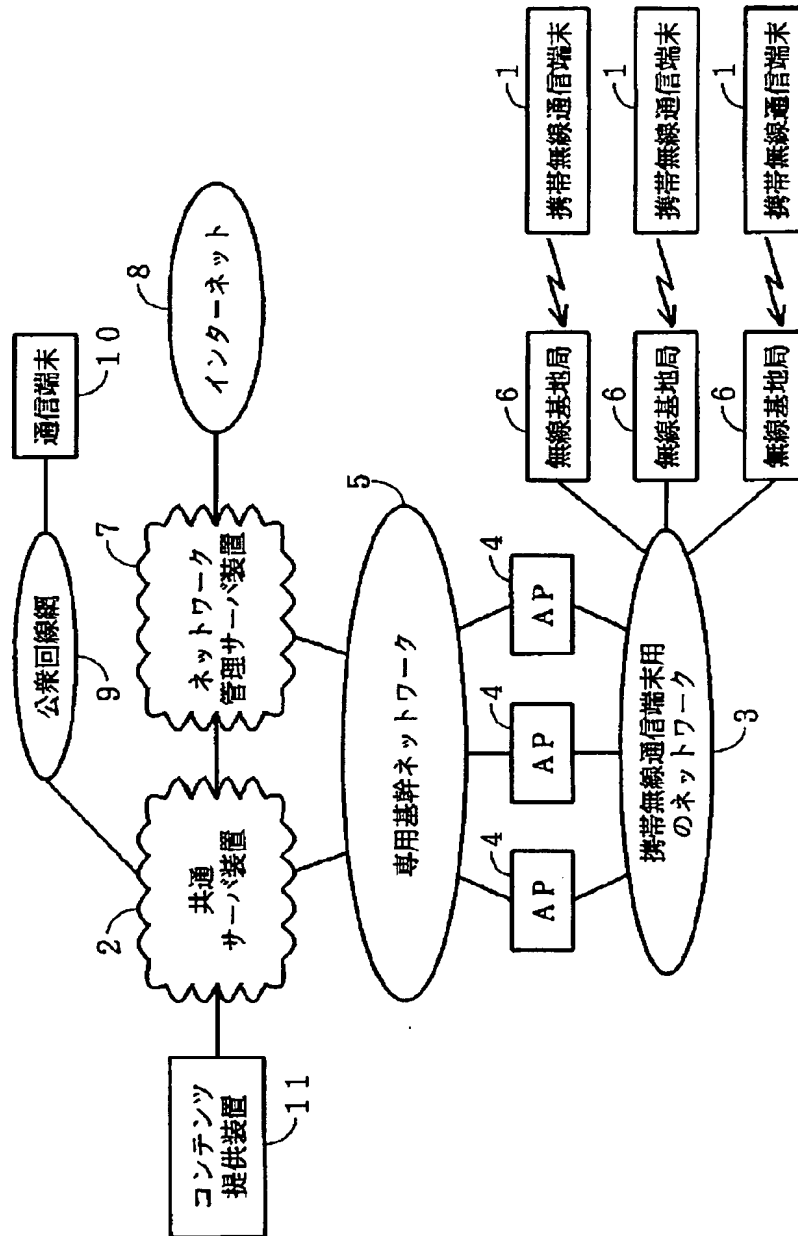 公衆回線網
9
通信端末
10
コンテンツ
提供装置
11
共通
サーバ装置
2
ネットワーク
管理サーバ装置
7
インターネット
8
専用基幹ネットワーク
5
AP
4
AP
4
AP
4
携帯無線通信端末用
のネットワーク
3
無線基地局
6
無線基地局
6
無線基地局
6
携帯無線通信端末
1
携帯無線通信端末
1
携帯無線通信端末
1